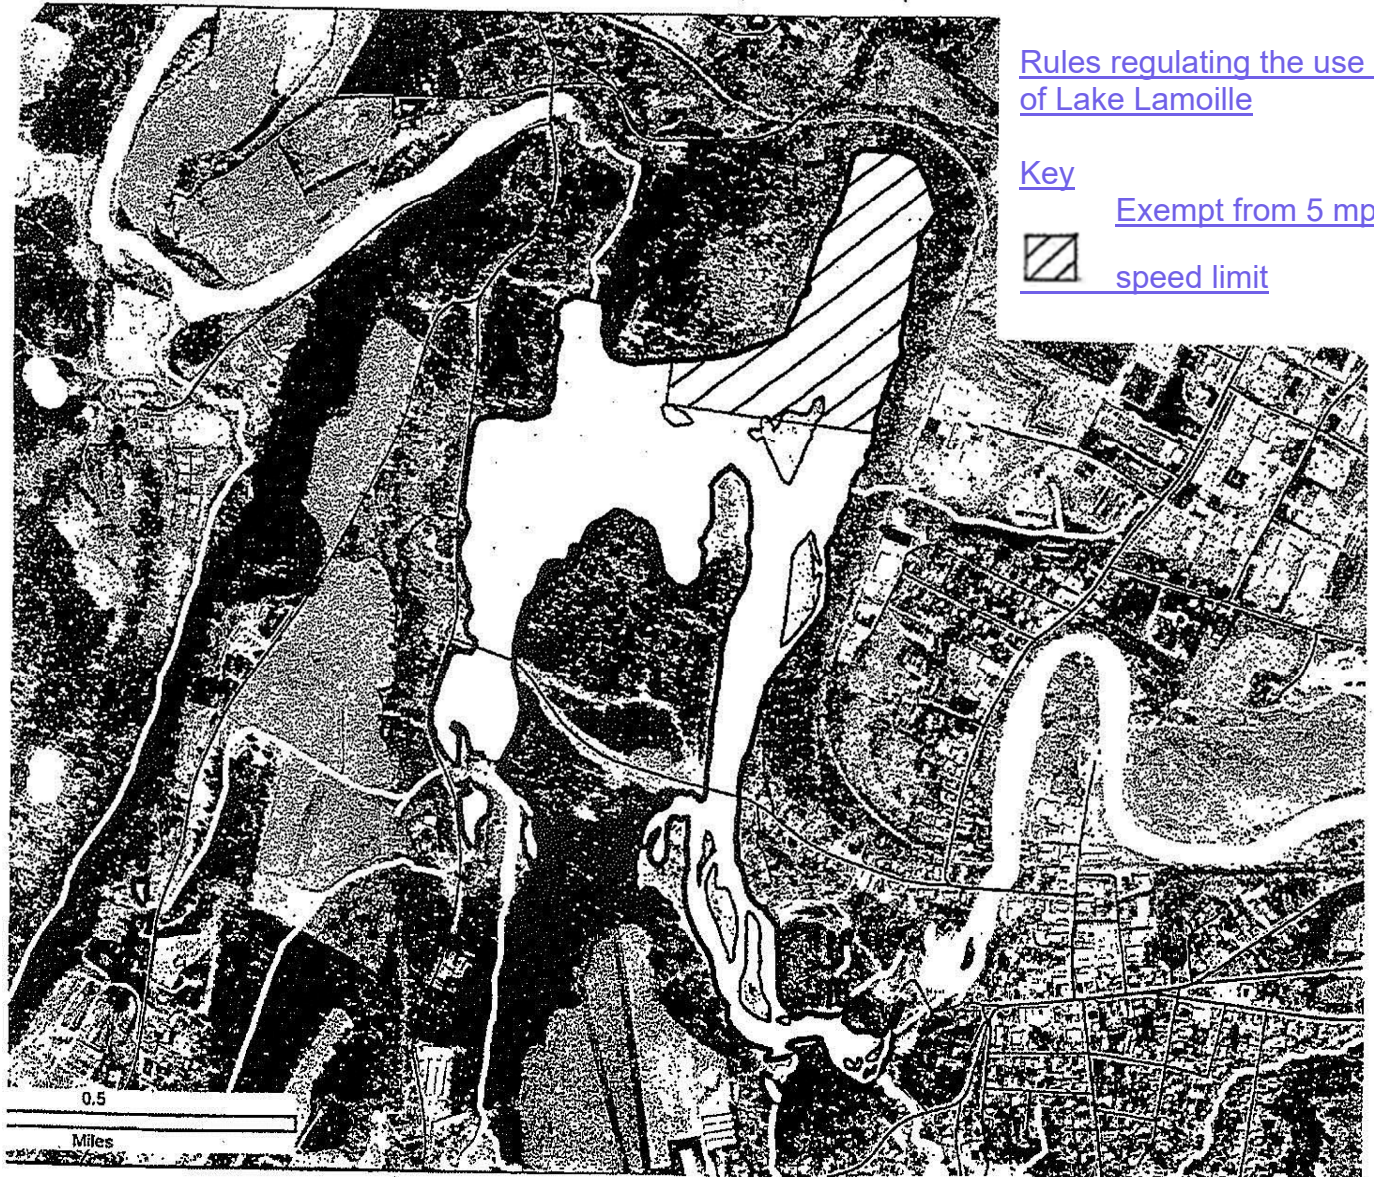 Rules regulating the use
of Lake Lamoille
Key
Exempt from 5 mp
speed limit
0.5
Miles